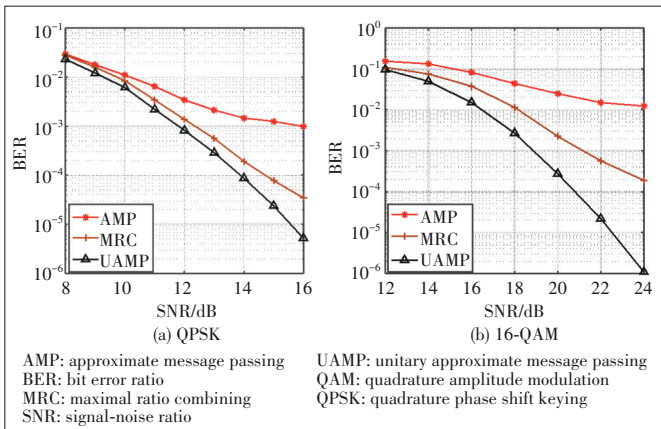 10⁻¹
10⁻²
10⁻³
10⁻⁴
10⁻⁵
10⁻⁶
BER
AMP
MRC
UAMP
8 10 12 14 16
SNR/dB
(a) QPSK
10⁰
10⁻¹
10⁻²
10⁻³
10⁻⁴
10⁻⁵
10⁻⁶
BER
AMP
MRC
UAMP
12 14 16 18 20 22 24
SNR/dB
(b) 16-QAM
AMP: approximate message passing
BER: bit error ratio
MRC: maximal ratio combining
SNR: signal-noise ratio
UAMP: unitary approximate message passing
QAM: quadrature amplitude modulation
QPSK: quadrature phase shift keying